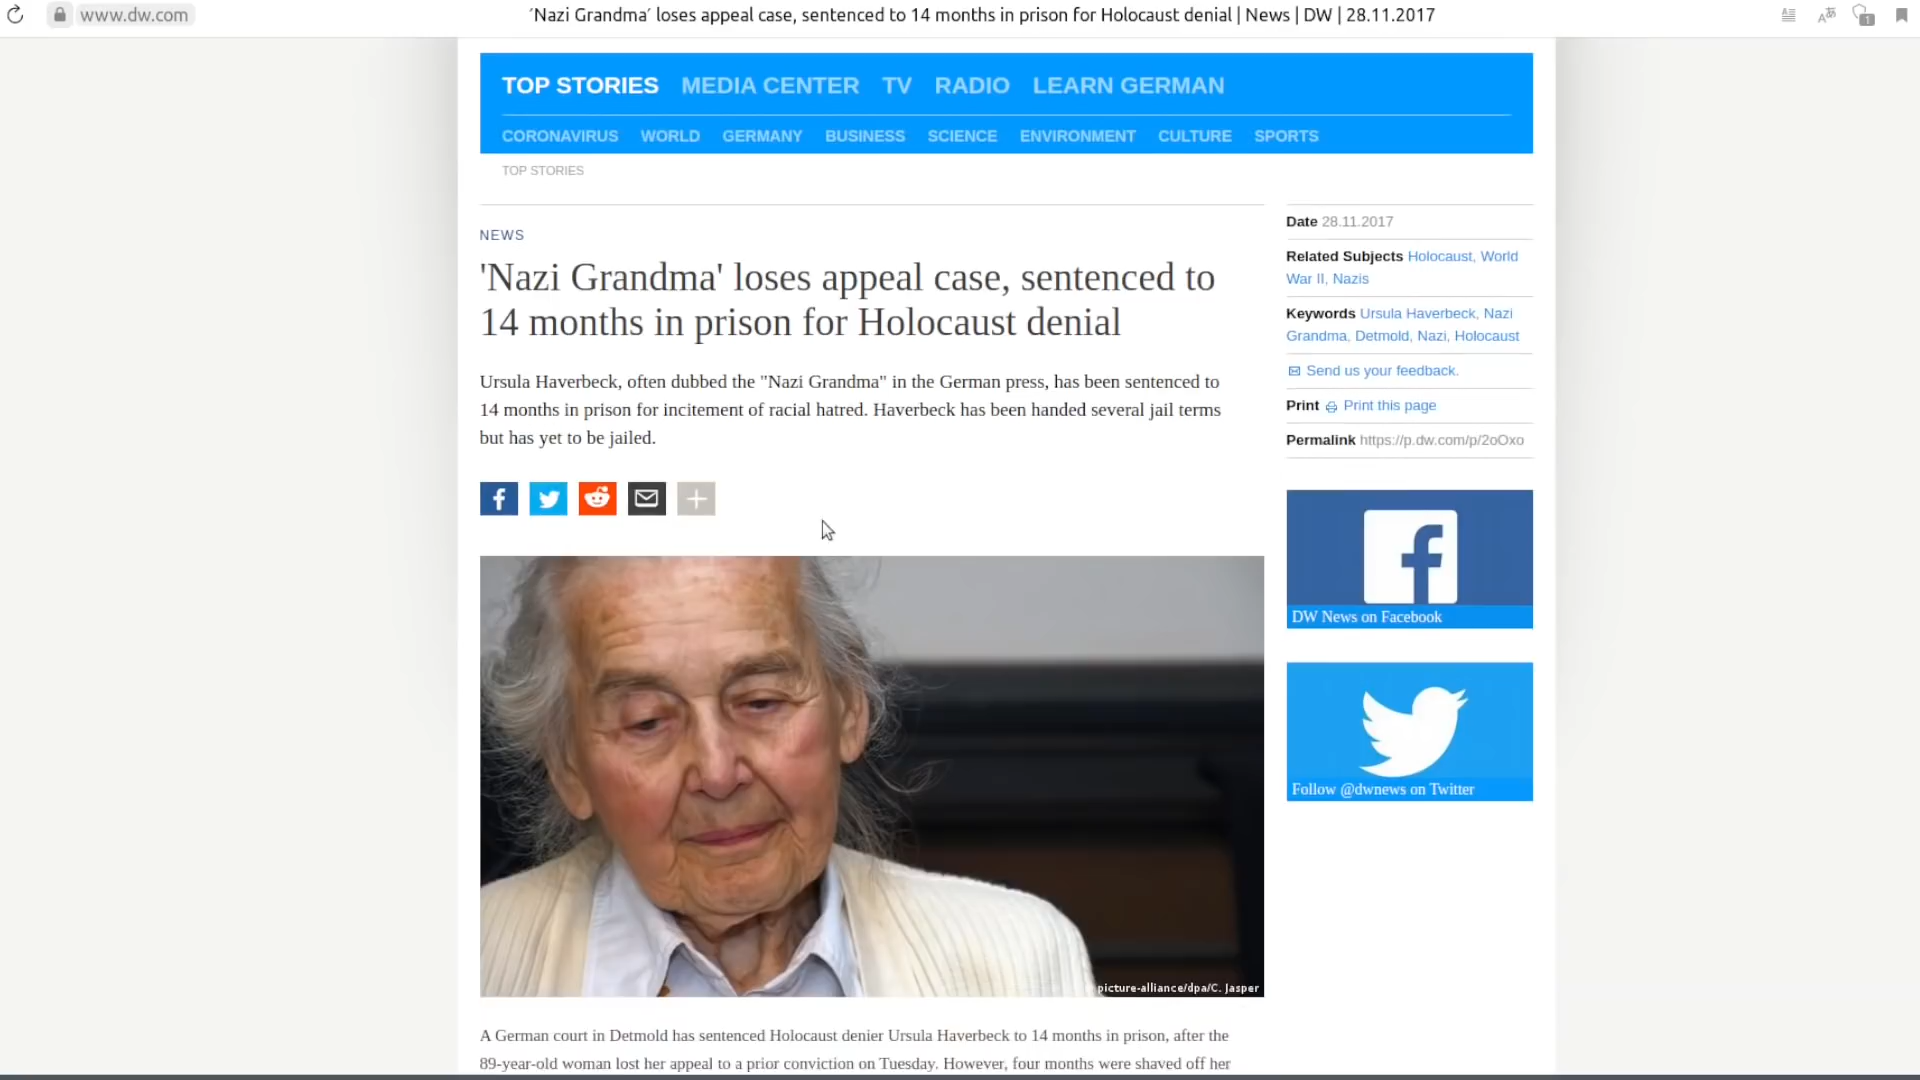 www.dw.com
´Nazi Grandma´ loses appeal case, sentenced to 14 months in prison for Holocaust denial | News | DW | 28.11.2017
1
TOP STORIES MEDIA CENTER TV RADIO LEARN GERMAN
CORONAVIRUS WORLD GERMANY BUSINESS SCIENCE ENVIRONMENT CULTURE SPORTS
TOP STORIES
NEWS
'Nazi Grandma' loses appeal case, sentenced to
14 months in prison for Holocaust denial
Ursula Haverbeck, often dubbed the "Nazi Grandma" in the German press, has been sentenced to
14 months in prison for incitement of racial hatred. Haverbeck has been handed several jail terms
but has yet to be jailed.
picture-alliance/dpa/C. Jasper
A German court in Detmold has sentenced Holocaust denier Ursula Haverbeck to 14 months in prison, after the
89-year-old woman lost her appeal to a prior conviction on Tuesday. However, four months were shaved off her
Date 28.11.2017
Related Subjects Holocaust, World
War II, Nazis
Keywords Ursula Haverbeck, Nazi
Grandma, Detmold, Nazi, Holocaust
Send us your feedback.
Print Print this page
Permalink https://p.dw.com/p/2oOxo
DW News on Facebook
Follow @dwnews on Twitter